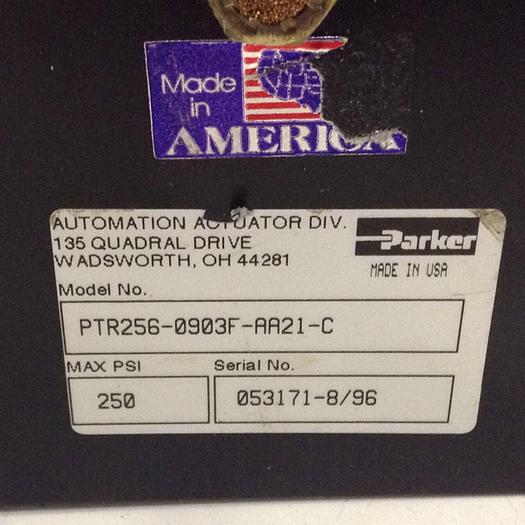 Made
in
AMERICA
AUTOMATION ACTUATOR DIV.
135 QUADRAL DRIVE
WADSWORTH, OH 44281
Parker
MADE IN USA
Model No.
PTR256-0903F-AA21-C
MAX PSI
Serial No.
250
053171-8/96